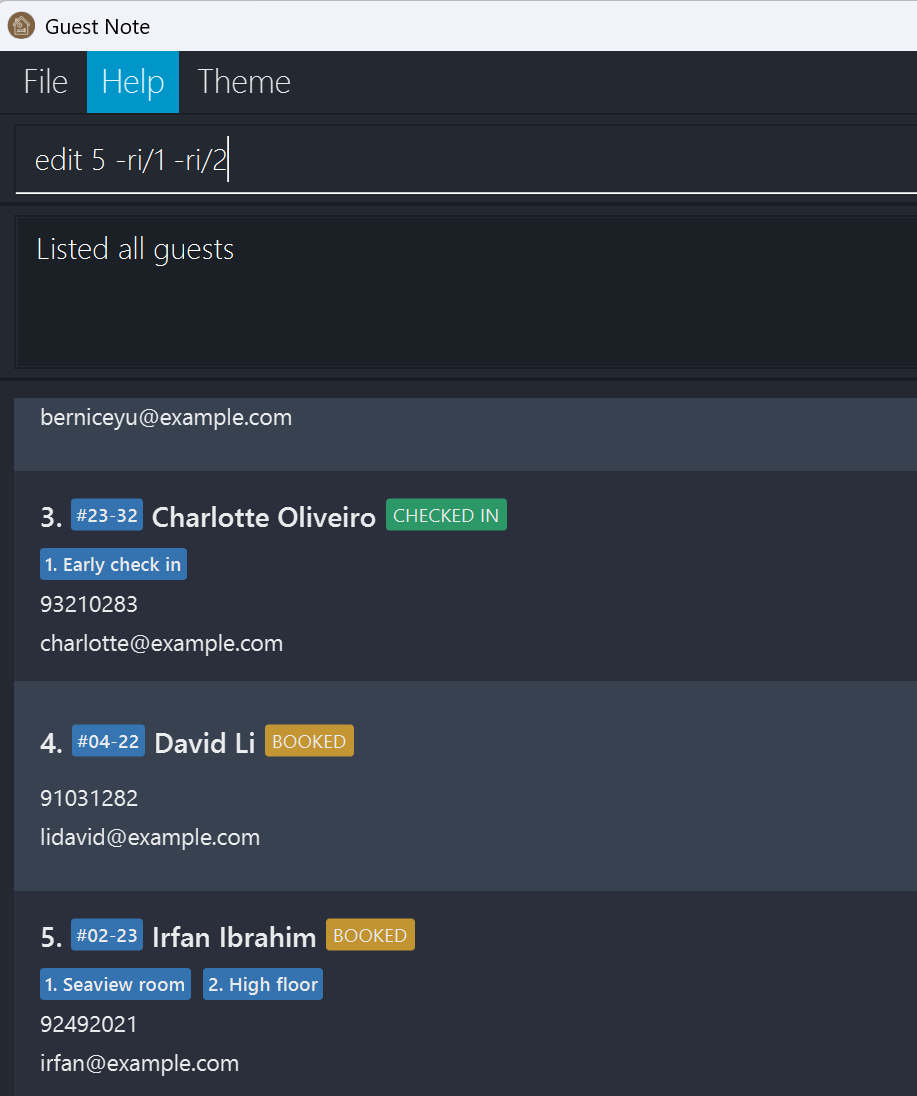 Guest Note
File Help Theme
edit 5 -ri/1 -ri/2
Listed all guests
berniceyu@example.com
3. #23-32 Charlotte Oliveiro CHECKED IN
1. Early check in
93210283
charlotte@example.com
4. #04-22 David Li BOOKED
91031282
lidavid@example.com
5. #02-23 Irfan Ibrahim BOOKED
1. Seaview room 2. High floor
92492021
irfan@example.com